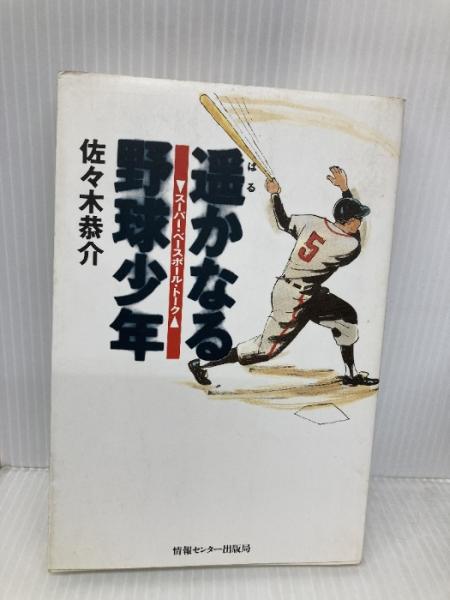 遥かなる
はる
▼スーパー・ベースボール・トーク▲
野球少年
佐々木恭介
5
情報センター出版局